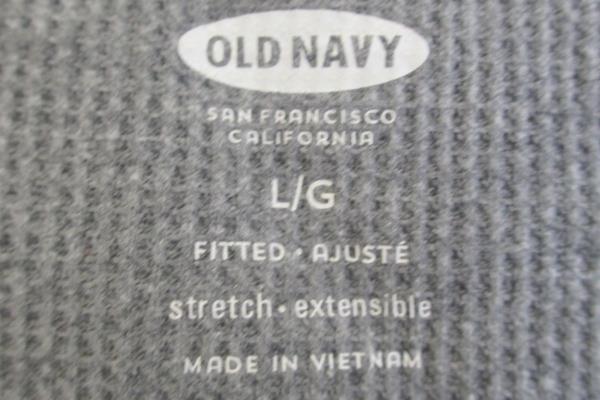 OLD NAVY
SAN FRANCISCO
CALIFORNIA
L/G
FITTED · AJUSTÉ
stretch · extensible
MADE IN VIETNAM